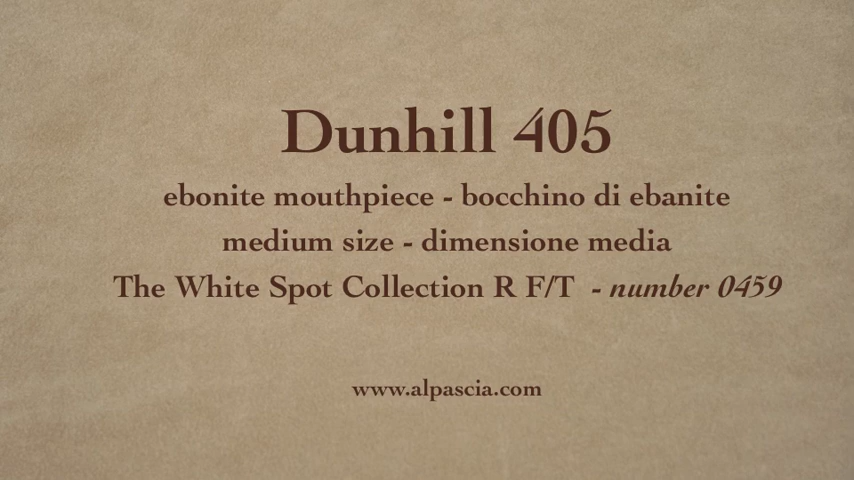 Dunhill 405
ebonite mouthpiece - bocchino di ebanite
medium size - dimensione media
The White Spot Collection R F/T - number 0459
www.alpascia.com